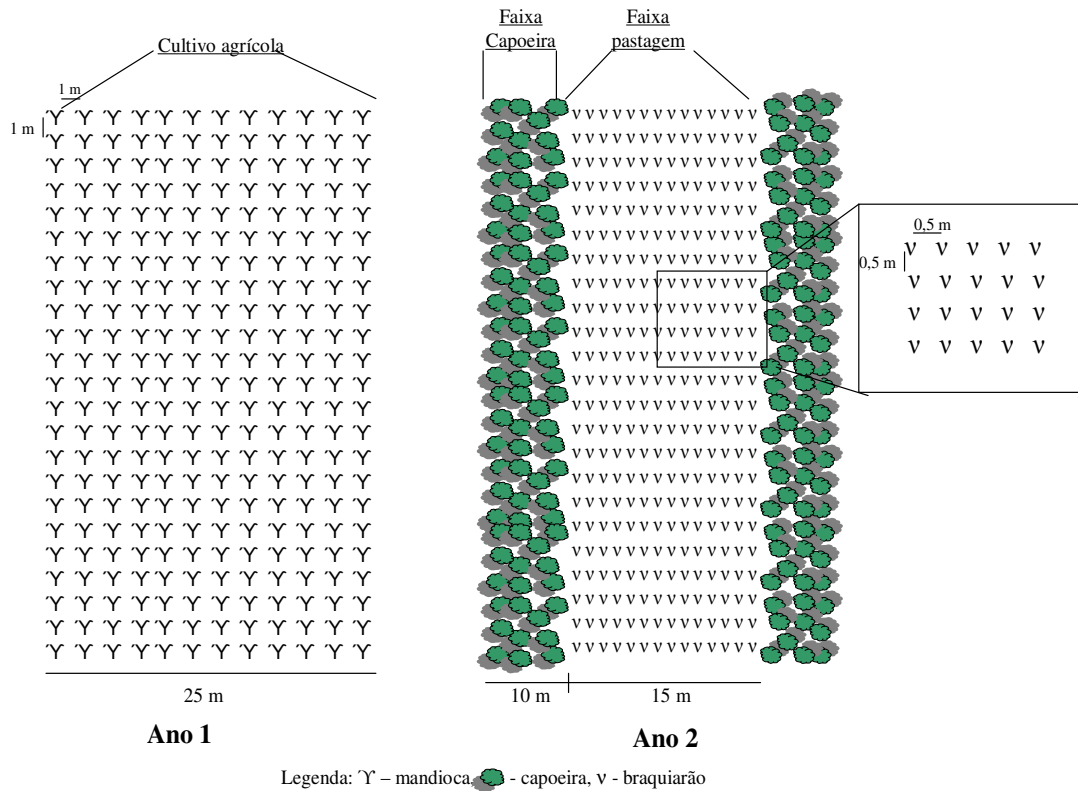 Cultivo agrícola
1 m
1 m
25 m
Ano 1
Faixa
Capoeira
Faixa
pastagem
0,5 m
0,5 m
10 m
15 m
Ano 2
Legenda: ϒ – mandioca, - capoeira, ν - braquiarão